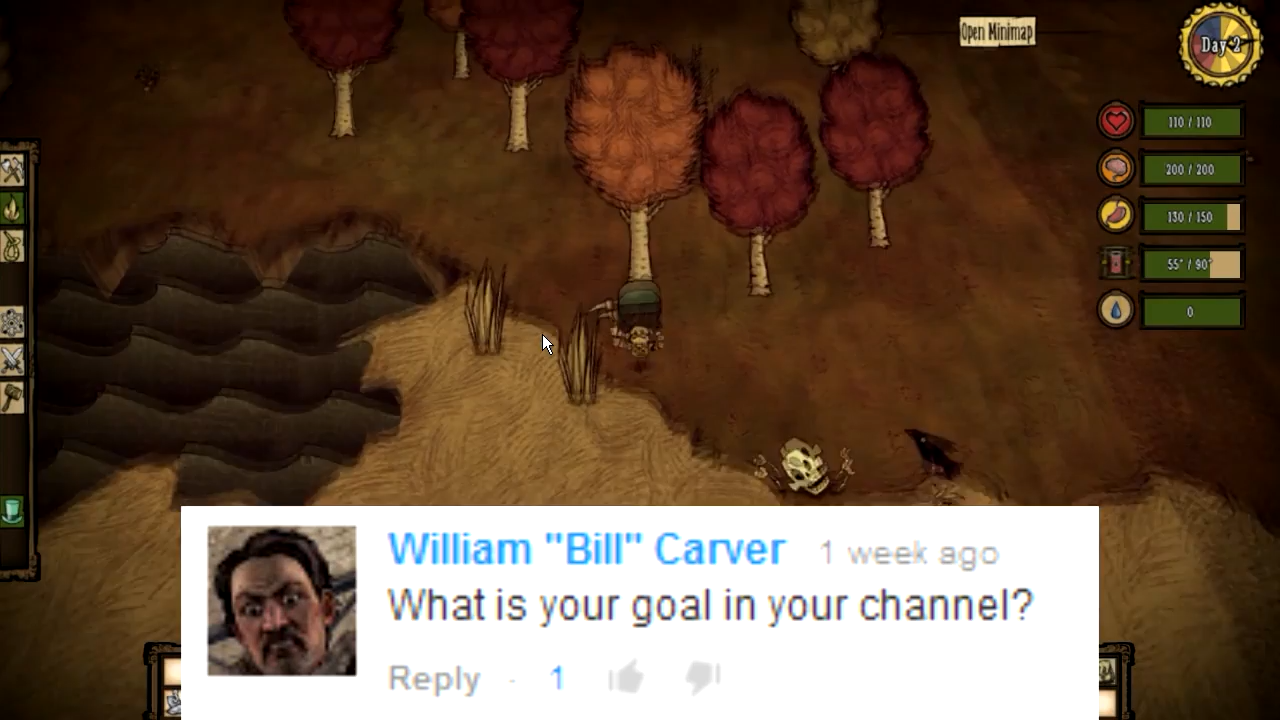 Open Minimap
Day 2
110 / 110
200 / 200
130 / 150
55° / 90°
0
William "Bill" Carver 1 week ago
What is your goal in your channel?
Reply · 1